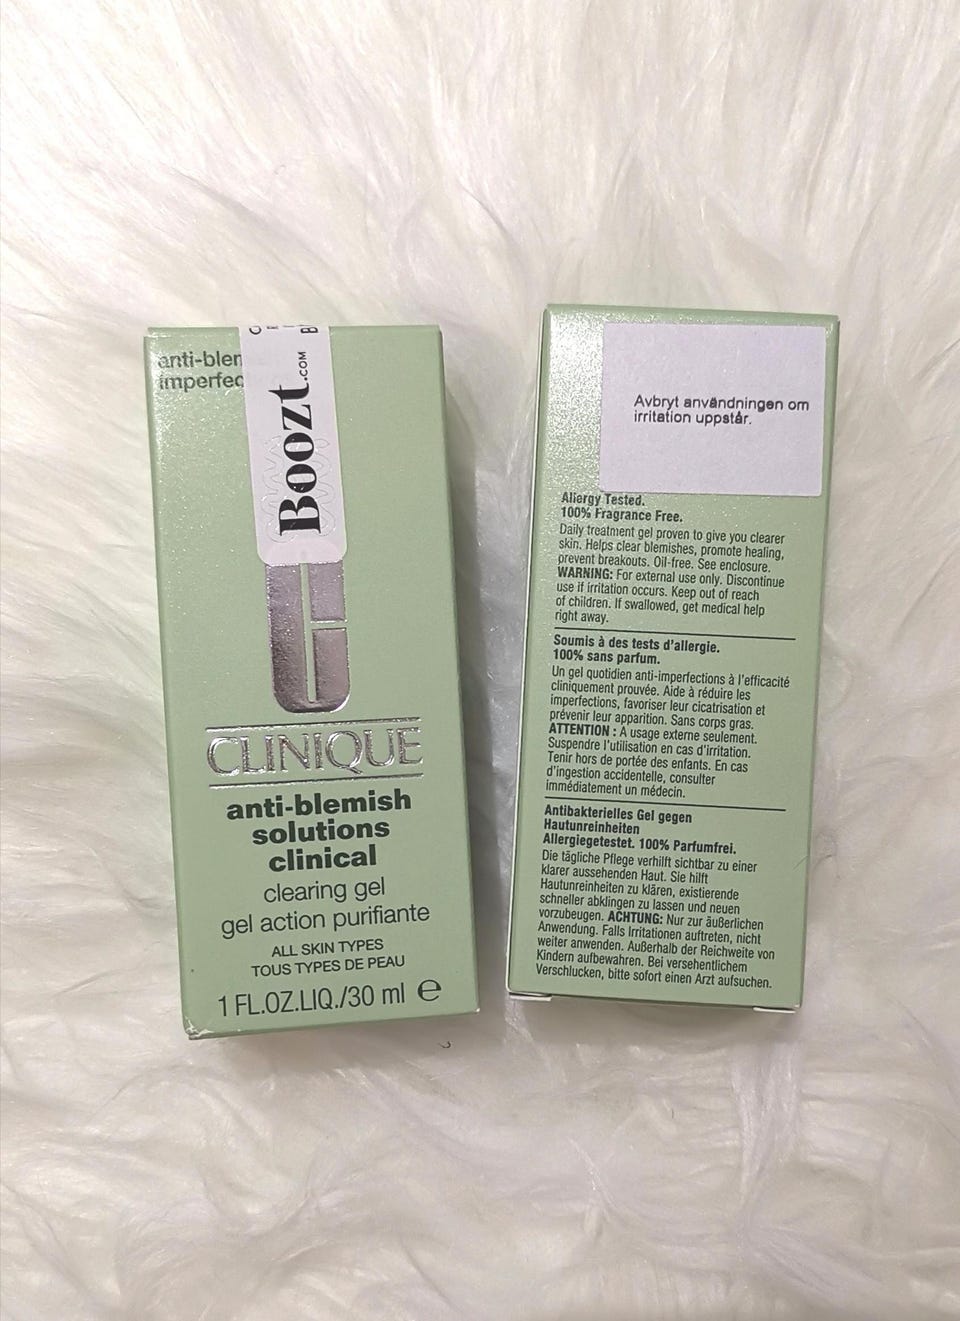 anti-blem
imperfec
Boozt.COM
CLINIQUE
anti-blemish
solutions
clinical
clearing gel
gel action purifiante
ALL SKIN TYPES
TOUS TYPES DE PEAU
1 FL.OZ.LIQ./30 ml e
Avbryt användningen om
irritation uppstår.
Allergy Tested.
100% Fragrance Free.
Daily treatment gel proven to give you clearer
skin. Helps clear blemishes, promote healing,
prevent breakouts. Oil-free. See enclosure.
WARNING: For external use only. Discontinue
use if irritation occurs. Keep out of reach
of children. If swallowed, get medical help
right away.
Soumis à des tests d'allergie.
100% sans parfum.
Un gel quotidien anti-imperfections à l'efficacité
cliniquement prouvée. Aide à réduire les
imperfections, favoriser leur cicatrisation et
prévenir leur apparition. Sans corps gras.
ATTENTION : A usage externe seulement.
Suspendre l'utilisation en cas d'irritation.
Tenir hors de portée des enfants. En cas
d'ingestion accidentelle, consulter
immédiatement un médecin.
Antibakterielles Gel gegen
Hautunreinheiten
Allergiegetestet. 100% Parfumfrei.
Die tägliche Pflege verhilft sichtbar zu einer
klarer aussehenden Haut. Sie hilft
Hautunreinheiten zu klären, existierende
schneller abklingen zu lassen und neuen
vorzubeugen. ACHTUNG: Nur zur äußerlichen
Anwendung. Falls Irritationen auftreten, nicht
weiter anwenden. Außerhalb der Reichweite von
Kindern aufbewahren. Bei versehentlichem
Verschlucken, bitte sofort einen Arzt aufsuchen.